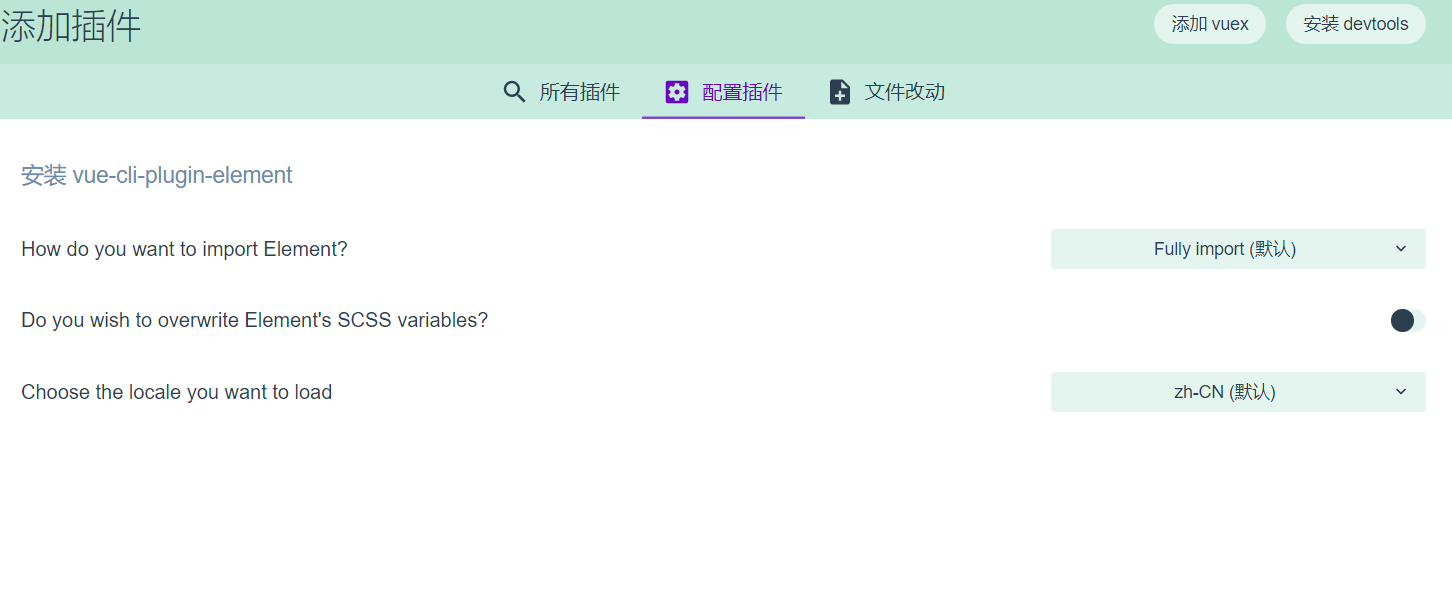 添加插件
添加 vuex
安装 devtools
所有插件
配置插件
文件改动
安装 vue-cli-plugin-element
How do you want to import Element?
Fully import (默认)
Do you wish to overwrite Element's SCSS variables?
Choose the locale you want to load
zh-CN (默认)